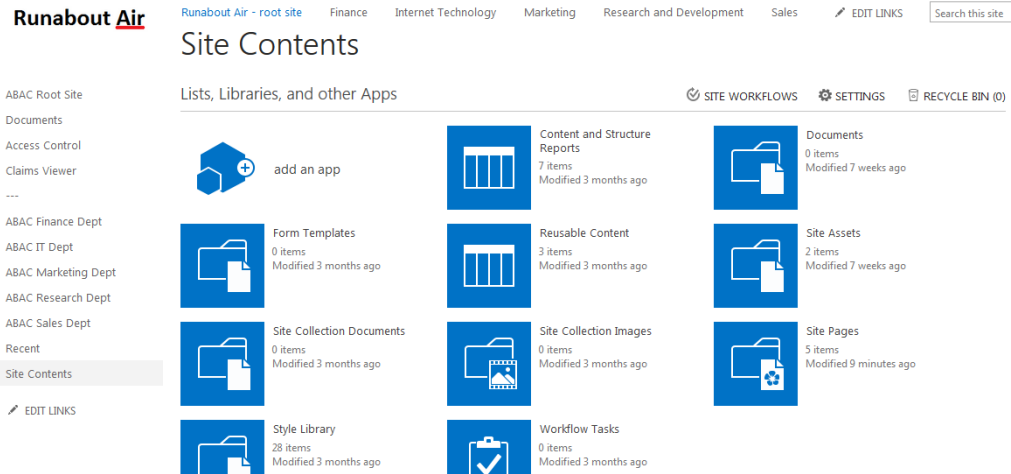 Runabout Air
Runabout Air - root site Finance Internet Technology Marketing Research and Development Sales EDIT LINKS Search this site
Site Contents
ABAC Root Site
Documents
Access Control
Claims Viewer
---
ABAC Finance Dept
ABAC IT Dept
ABAC Marketing Dept
ABAC Research Dept
ABAC Sales Dept
Recent
Site Contents
EDIT LINKS
Lists, Libraries, and other Apps
SITE WORKFLOWS SETTINGS RECYCLE BIN (0)
add an app
Content and Structure
Reports
7 items
Modified 3 months ago
Documents
0 items
Modified 7 weeks ago
Form Templates
0 items
Modified 3 months ago
Reusable Content
3 items
Modified 3 months ago
Site Assets
2 items
Modified 7 weeks ago
Site Collection Documents
0 items
Modified 3 months ago
Site Collection Images
0 items
Modified 3 months ago
Site Pages
5 items
Modified 9 minutes ago
Style Library
28 items
Modified 3 months ago
Workflow Tasks
0 items
Modified 3 months ago